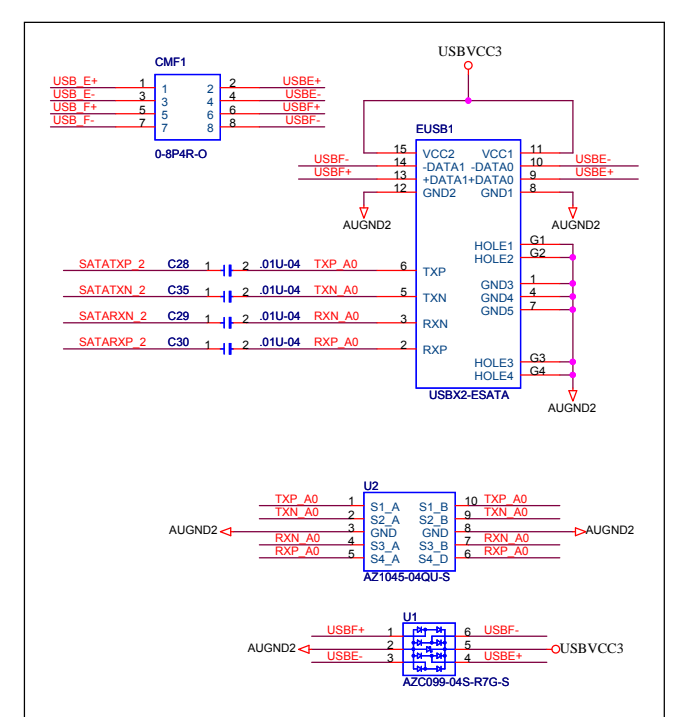 USBVCC3
CMF1
USB_E+ 1 1 2 2 USBE+
USB_E- 3 3 4 4 USBE-
USB_F+ 5 5 6 6 USBF+
USB_F- 7 7 8 8 USBF-
0-8P4R-O
EUSB1
15 VCC2 VCC1 11
USBF- 14 -DATA1 -DATA0 10 USBE-
USBF+ 13 +DATA1 +DATA0 9 USBE+
12 GND2 GND1 8
AUGND2 AUGND2
HOLE1 G1
HOLE2 G2
SATATXP_2 C28 1 2 .01U-04 TXP_A0 6 TXP
GND3 1
SATATXN_2 C35 1 2 .01U-04 TXN_A0 5 TXN
GND4 4
GND5 7
SATARXN_2 C29 1 2 .01U-04 RXN_A0 3 RXN
SATARXP_2 C30 1 2 .01U-04 RXP_A0 2 RXP
HOLE3 G3
HOLE4 G4
USBX2-ESATA
AUGND2
U2
TXP_A0 1 S1_A S1_B 10 TXP_A0
TXN_A0 2 S2_A S2_B 9 TXN_A0
AUGND2 3 GND GND 8 AUGND2
RXN_A0 4 S3_A S3_B 7 RXN_A0
RXP_A0 5 S4_A S4_D 6 RXP_A0
AZ1045-04QU-S
U1
USBF+ 1 6 USBF-
AUGND2 2 5 USBVCC3
USBE- 3 4 USBE+
AZC099-04S-R7G-S